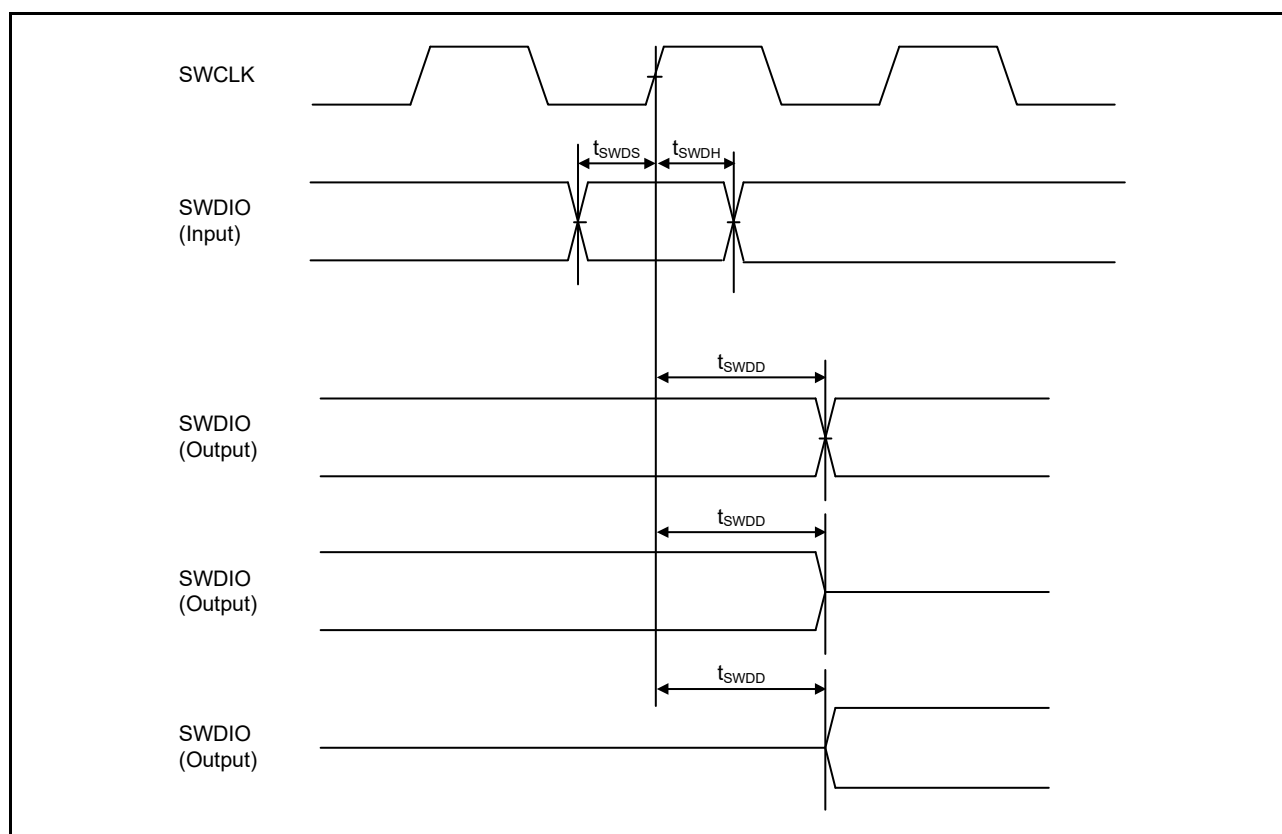 SWCLK
tSWDS
tSWDH
SWDIO
(Input)
tSWDD
SWDIO
(Output)
tSWDD
SWDIO
(Output)
tSWDD
SWDIO
(Output)